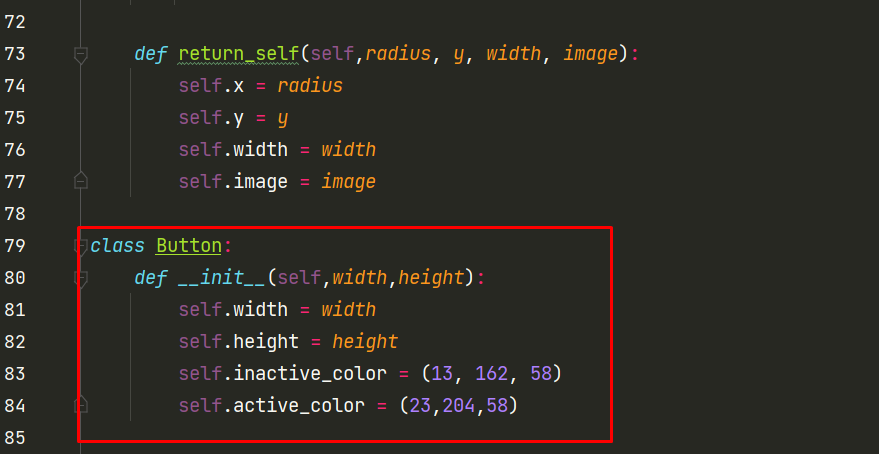 72
73 def return_self(self,radius, y, width, image):
74 self.x = radius
75 self.y = y
76 self.width = width
77 self.image = image
78
79 class Button:
80 def __init__(self,width,height):
81 self.width = width
82 self.height = height
83 self.inactive_color = (13, 162, 58)
84 self.active_color = (23,204,58)
85